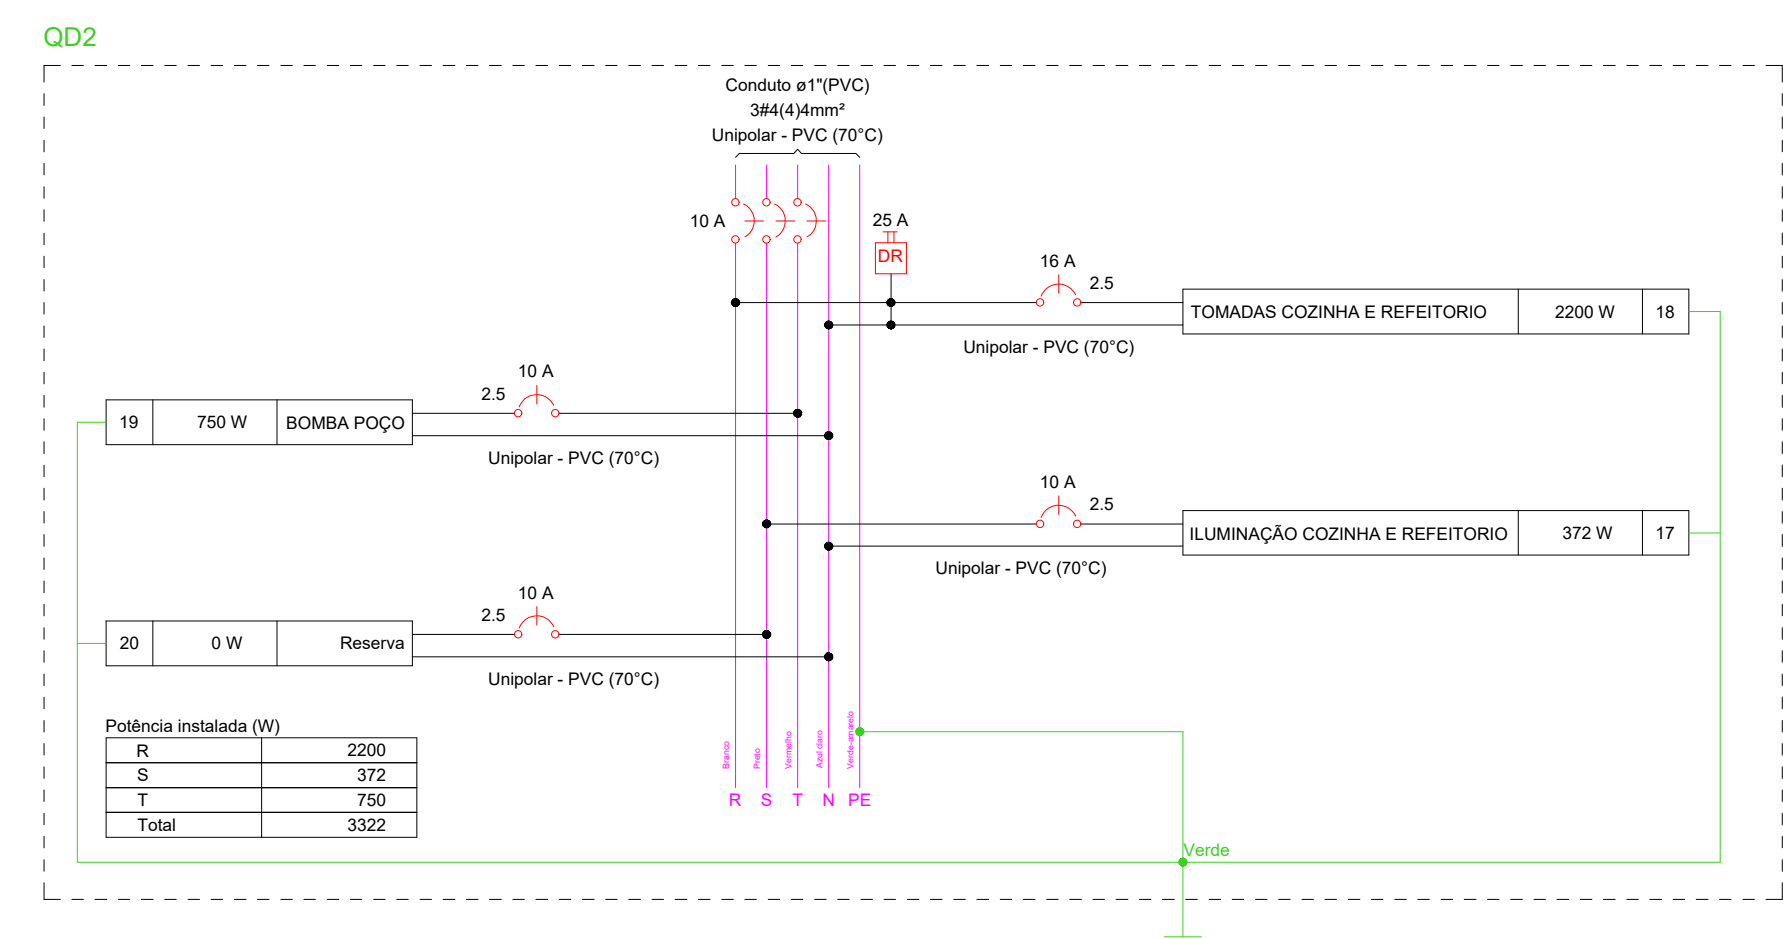 QD2
Conduto ø1"(PVC)
3#4(4)4mm²
Unipolar - PVC (70°C)
10 A
25 A
DR
16 A
2.5
TOMADAS COZINHA E REFEITORIO 2200 W 18
Unipolar - PVC (70°C)
10 A
2.5
19 750 W BOMBA POÇO
Unipolar - PVC (70°C)
10 A
2.5
ILUMINAÇÃO COZINHA E REFEITORIO 372 W 17
Unipolar - PVC (70°C)
10 A
2.5
20 0 W Reserva
Unipolar - PVC (70°C)
Potência instalada (W)
R 2200
S 372
T 750
Total 3322
Branco
Preto
Vermelho
Azul claro
Verde-amarelo
R S T N PE
Verde